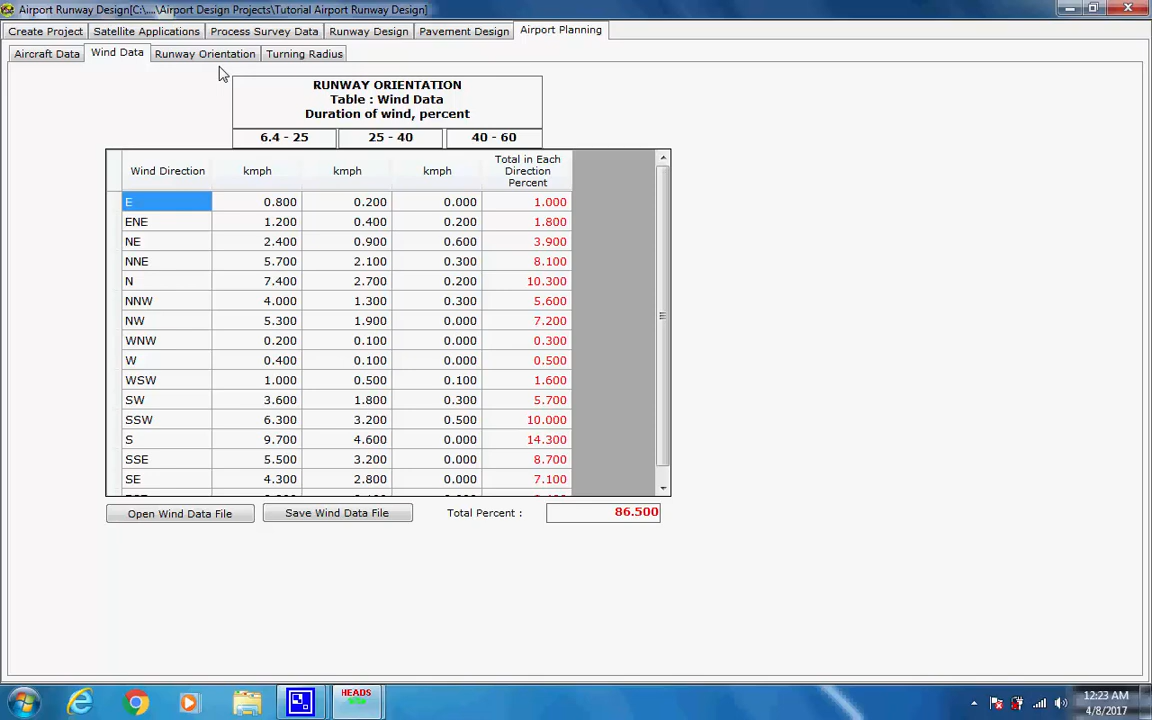 Airport Runway Design[C:\....\Airport Design Projects\Tutorial Airport Runway Design]
Create Project Satellite Applications Process Survey Data Runway Design Pavement Design Airport Planning
Aircraft Data Wind Data Runway Orientation Turning Radius
RUNWAY ORIENTATION
Table : Wind Data
Duration of wind, percent
6.4 - 25 25 - 40 40 - 60
Wind Direction kmph kmph kmph Total in Each Direction Percent
E 0.800 0.200 0.000 1.000
ENE 1.200 0.400 0.200 1.800
NE 2.400 0.900 0.600 3.900
NNE 5.700 2.100 0.300 8.100
N 7.400 2.700 0.200 10.300
NNW 4.000 1.300 0.300 5.600
NW 5.300 1.900 0.000 7.200
WNW 0.200 0.100 0.000 0.300
W 0.400 0.100 0.000 0.500
WSW 1.000 0.500 0.100 1.600
SW 3.600 1.800 0.300 5.700
SSW 6.300 3.200 0.500 10.000
S 9.700 4.600 0.000 14.300
SSE 5.500 3.200 0.000 8.700
SE 4.300 2.800 0.000 7.100
Open Wind Data File Save Wind Data File Total Percent : 86.500
HEADS
12:23 AM
4/8/2017